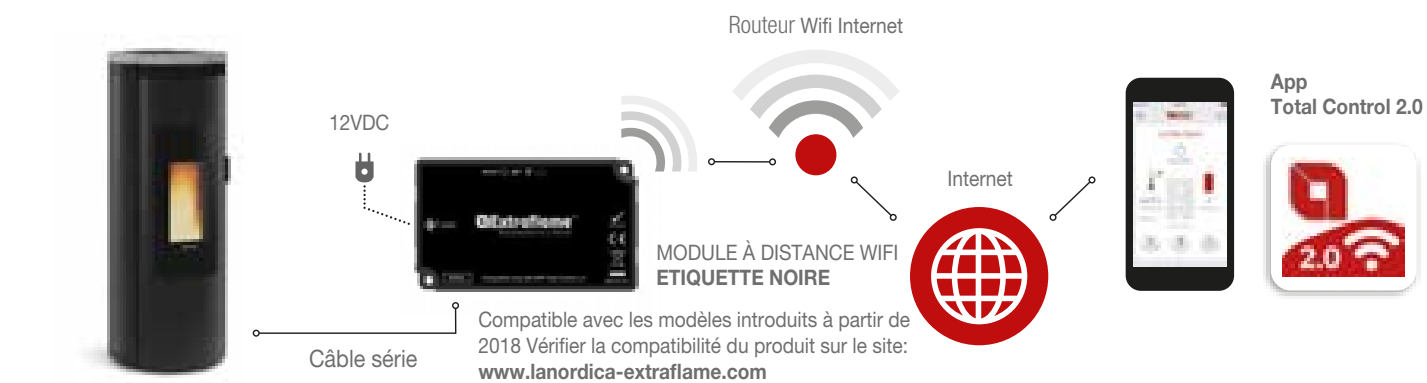 Routeur Wifi Internet
App
Total Control 2.0
12VDC
Internet
Extraflame
MODULE À DISTANCE WIFI
ETIQUETTE NOIRE
2.0
Compatible avec les modèles introduits à partir de
2018 Vérifier la compatibilité du produit sur le site:
www.lanordica-extraflame.com
Câble série